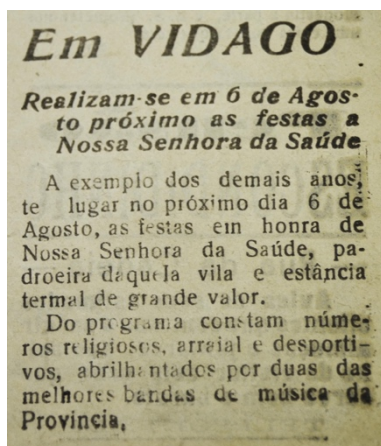 Em VIDAGO
Realizam-se em 6 de Agos-
to próximo as festas a
Nossa Senhora da Saúde
A exemplo dos demais anos,
te lugar no próximo dia 6 de
Agosto, as festas em honra de
Nossa Senhora da Saúde, pa-
droeira daquela vila e estância
termal de grande valor.
Do programa constam núme-
ros religiosos, arraial e desporti-
vos, abrilhantados por duas das
melhores bandas de música da
Provincia,